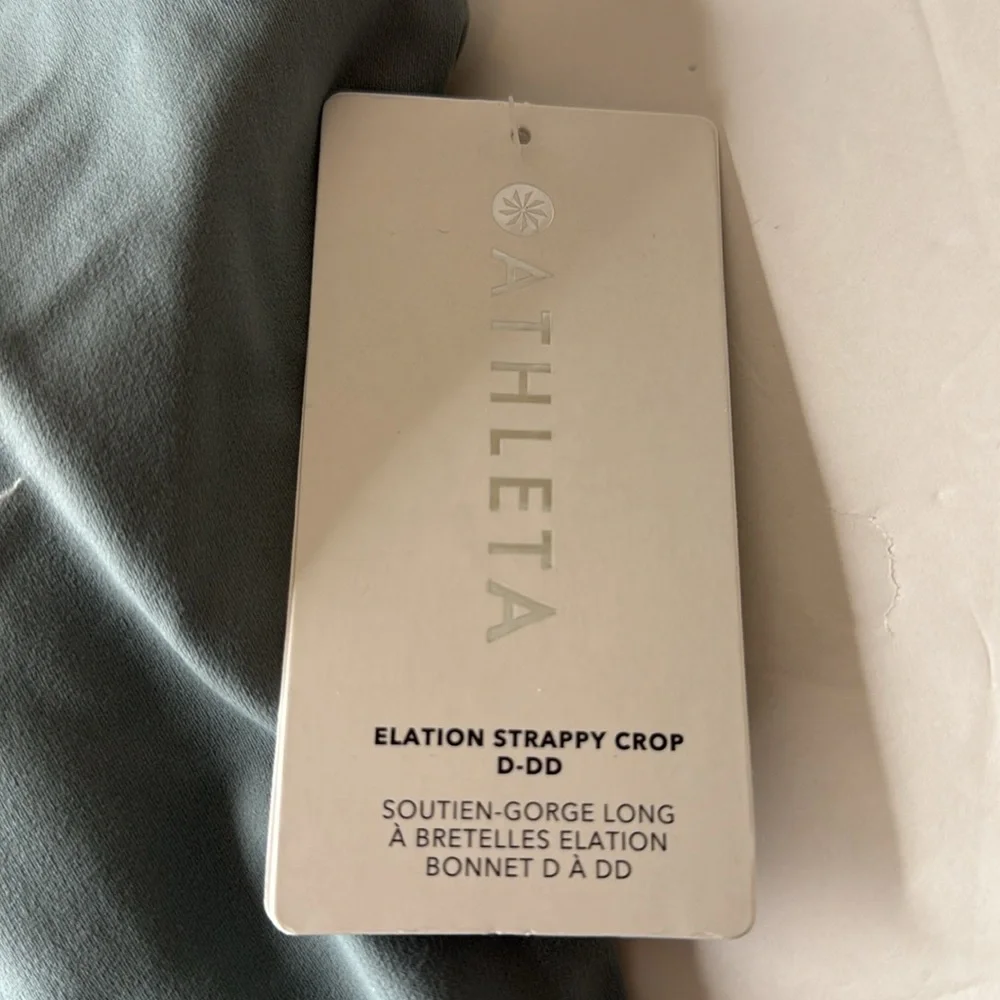 ATHLETA
ELATION STRAPPY CROP
D-DD
SOUTIEN-GORGE LONG
À BRETELLES ELATION
BONNET D À DD